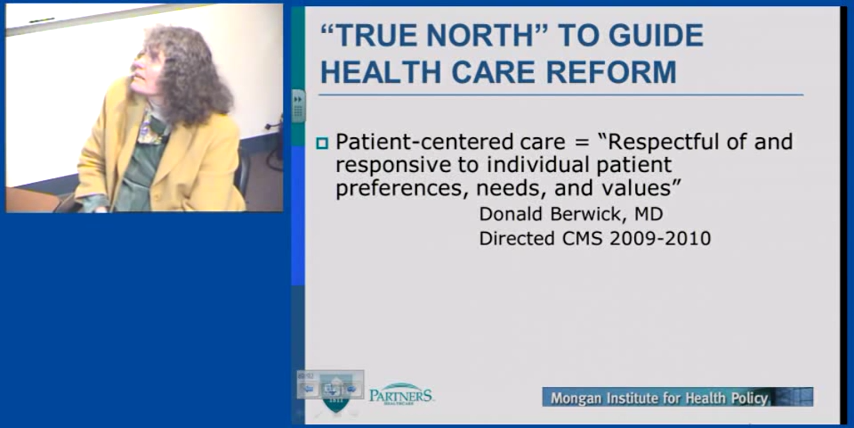 “TRUE NORTH” TO GUIDE
HEALTH CARE REFORM
Patient-centered care = “Respectful of and
responsive to individual patient
preferences, needs, and values”
Donald Berwick, MD
Directed CMS 2009-2010
PARTNERS
HEALTHCARE
Mongan Institute for Health Policy